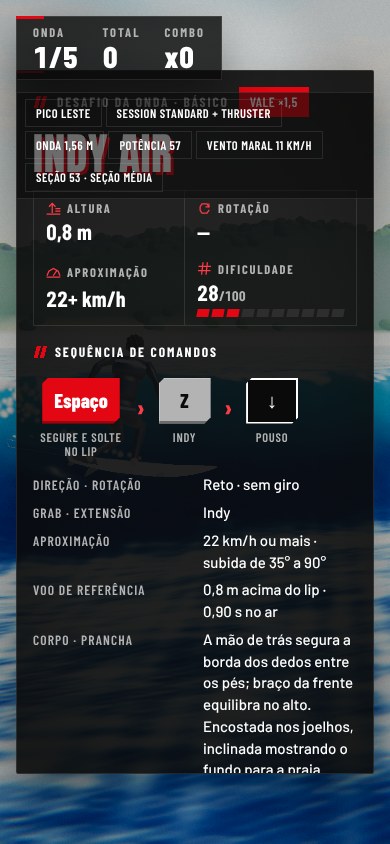 ONDA TOTAL COMBO
1/5 0 x0
// DESAFIO DA ONDA · BÁSICO VALE ×1,5
PICO LESTE SESSION STANDARD + THRUSTER
INDY AIR
ONDA 1,56 M POTÊNCIA 57 VENTO MARAL 11 KM/H
SEÇÃO 53 · SEÇÃO MÉDIA
ALTURA ROTAÇÃO
0,8 m —
APROXIMAÇÃO DIFICULDADE
22+ km/h 28/100
// SEQUÊNCIA DE COMANDOS
Espaço › Z › ↓
SEGURE E SOLTE INDY POUSO
NO LIP
DIREÇÃO · ROTAÇÃO Reto · sem giro
GRAB · EXTENSÃO Indy
APROXIMAÇÃO 22 km/h ou mais ·
subida de 35° a 90°
VOO DE REFERÊNCIA 0,8 m acima do lip ·
0,90 s no ar
CORPO · PRANCHA A mão de trás segura a
borda dos dedos entre
os pés; braço da frente
equilibra no alto.
Encostada nos joelhos,
inclinada mostrando o
fundo para a praia